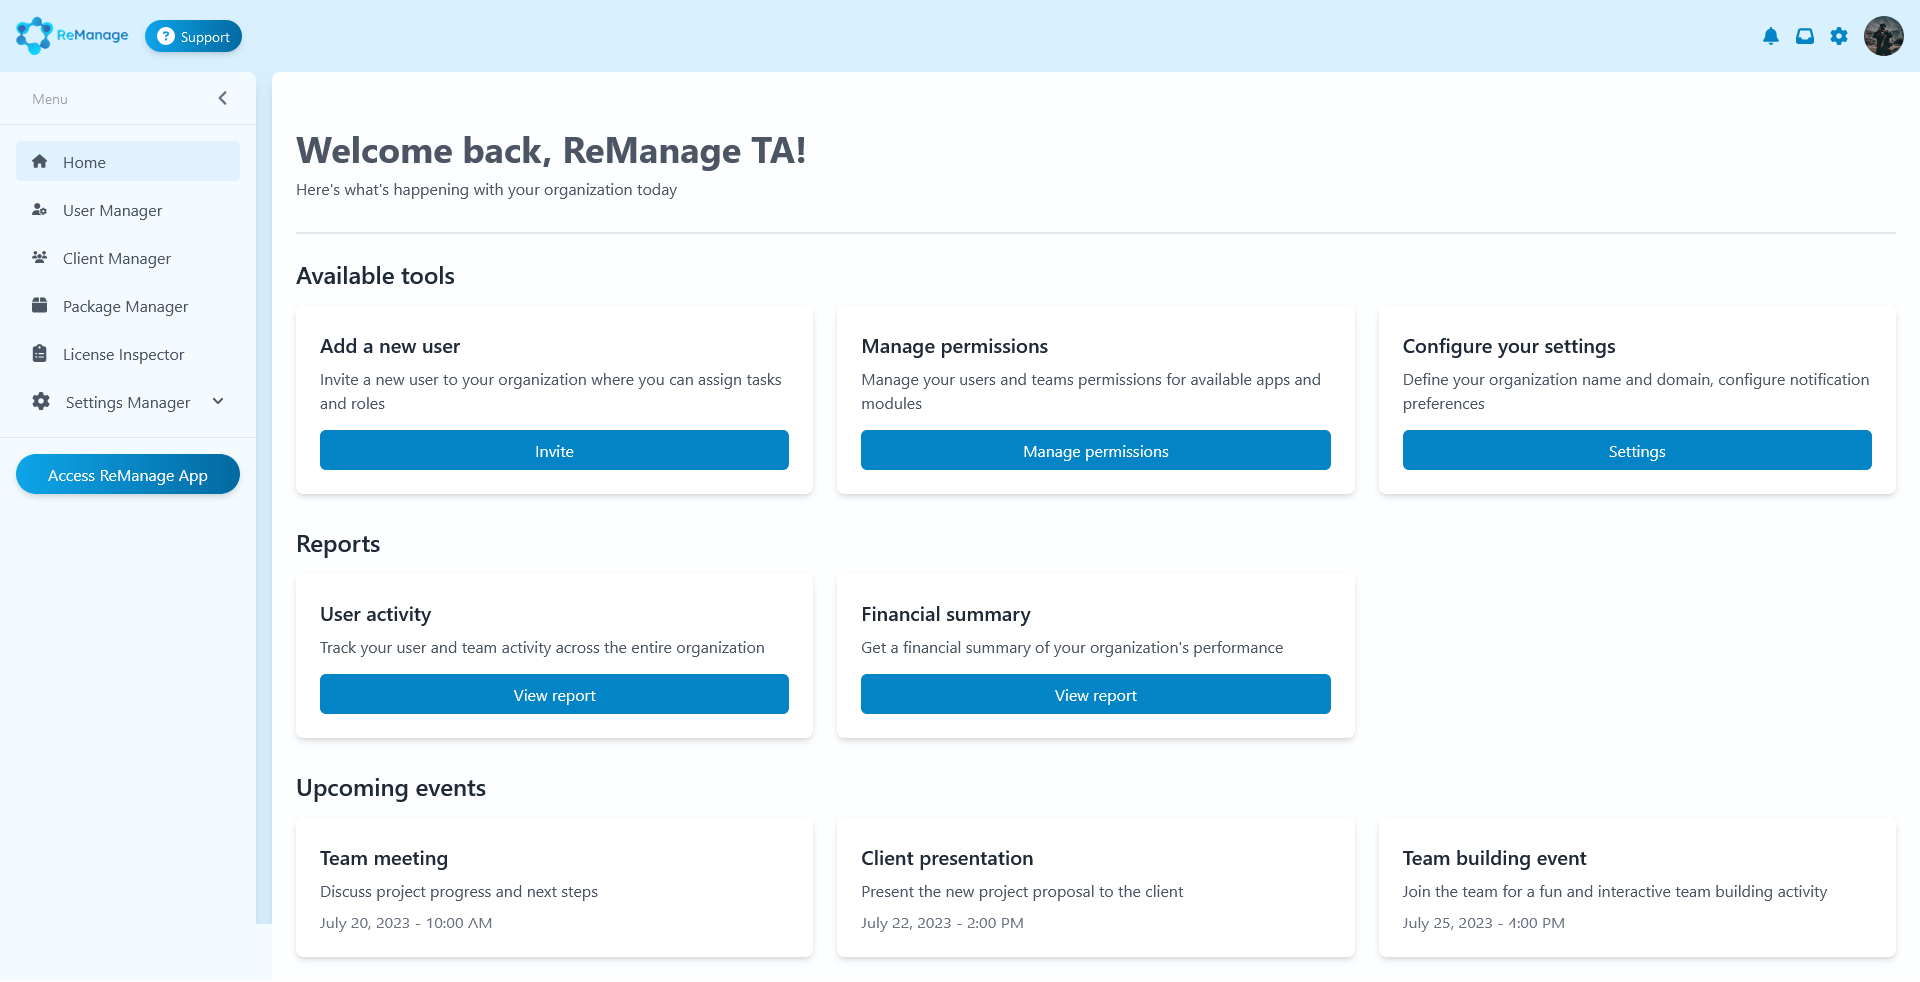 ReManage
? Support
Menu
Home
User Manager
Client Manager
Package Manager
License Inspector
Settings Manager
Access ReManage App
Welcome back, ReManage TA!
Here's what's happening with your organization today
Available tools
Add a new user
Invite a new user to your organization where you can assign tasks
and roles
Invite
Manage permissions
Manage your users and teams permissions for available apps and
modules
Manage permissions
Configure your settings
Define your organization name and domain, configure notification
preferences
Settings
Reports
User activity
Track your user and team activity across the entire organization
View report
Financial summary
Get a financial summary of your organization's performance
View report
Upcoming events
Team meeting
Discuss project progress and next steps
July 20, 2023 - 10:00 AM
Client presentation
Present the new project proposal to the client
July 22, 2023 - 2:00 PM
Team building event
Join the team for a fun and interactive team building activity
July 25, 2023 - 4:00 PM